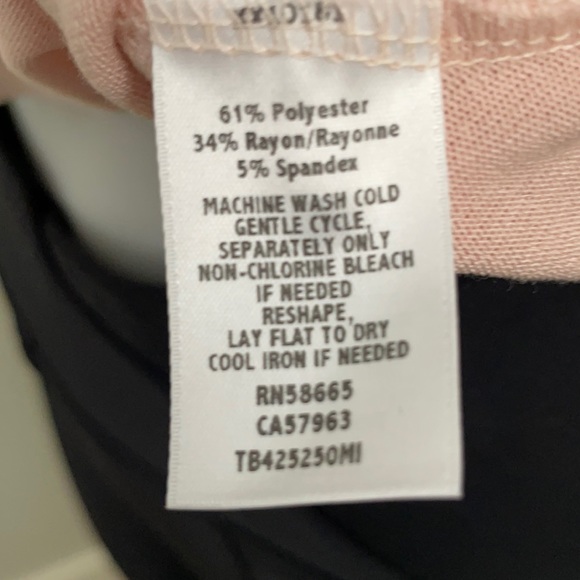 61% Polyester
34% Rayon/Rayonne
5% Spandex
MACHINE WASH COLD
GENTLE CYCLE,
SEPARATELY ONLY
NON-CHLORINE BLEACH
IF NEEDED
RESHAPE,
LAY FLAT TO DRY
COOL IRON IF NEEDED
RN58665
CA57963
TB425250MI